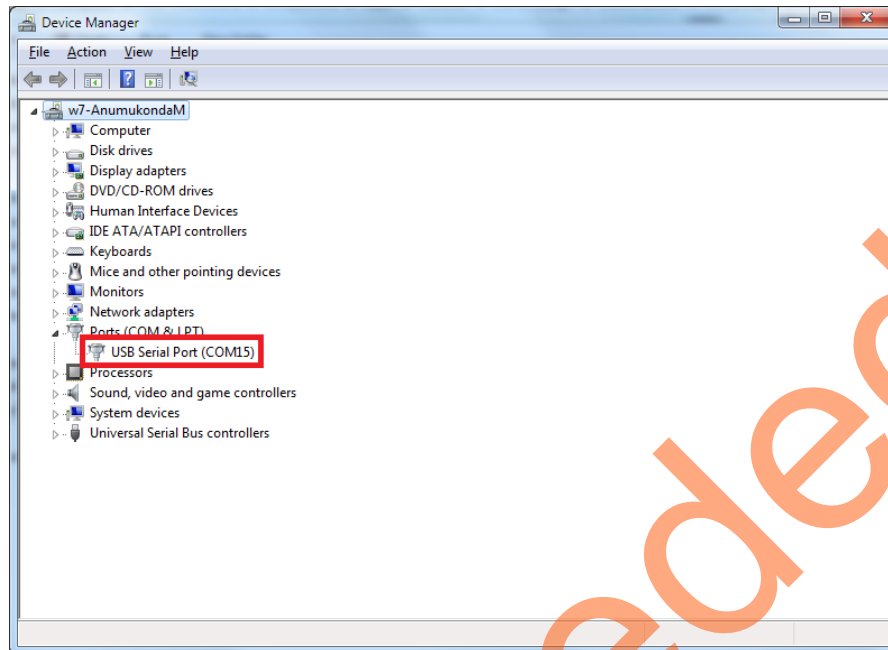 Device Manager
File Action View Help
w7-AnumukondaM
Computer
Disk drives
Display adapters
DVD/CD-ROM drives
Human Interface Devices
IDE ATA/ATAPI controllers
Keyboards
Mice and other pointing devices
Monitors
Network adapters
Ports (COM & LPT)
USB Serial Port (COM15)
Processors
Sound, video and game controllers
System devices
Universal Serial Bus controllers
eded